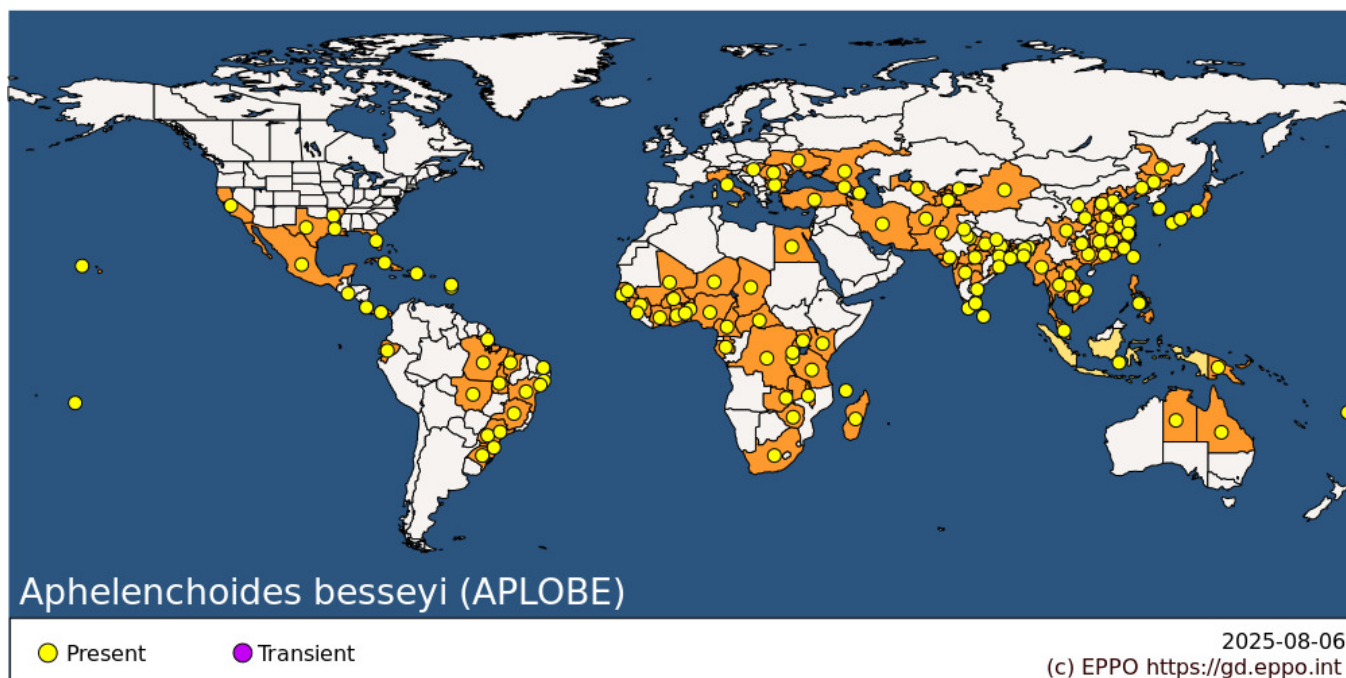 Aphelenchoides besseyi (APLOBE)
Present
Transient
2025-08-06
(c) EPPO https://gd.eppo.int